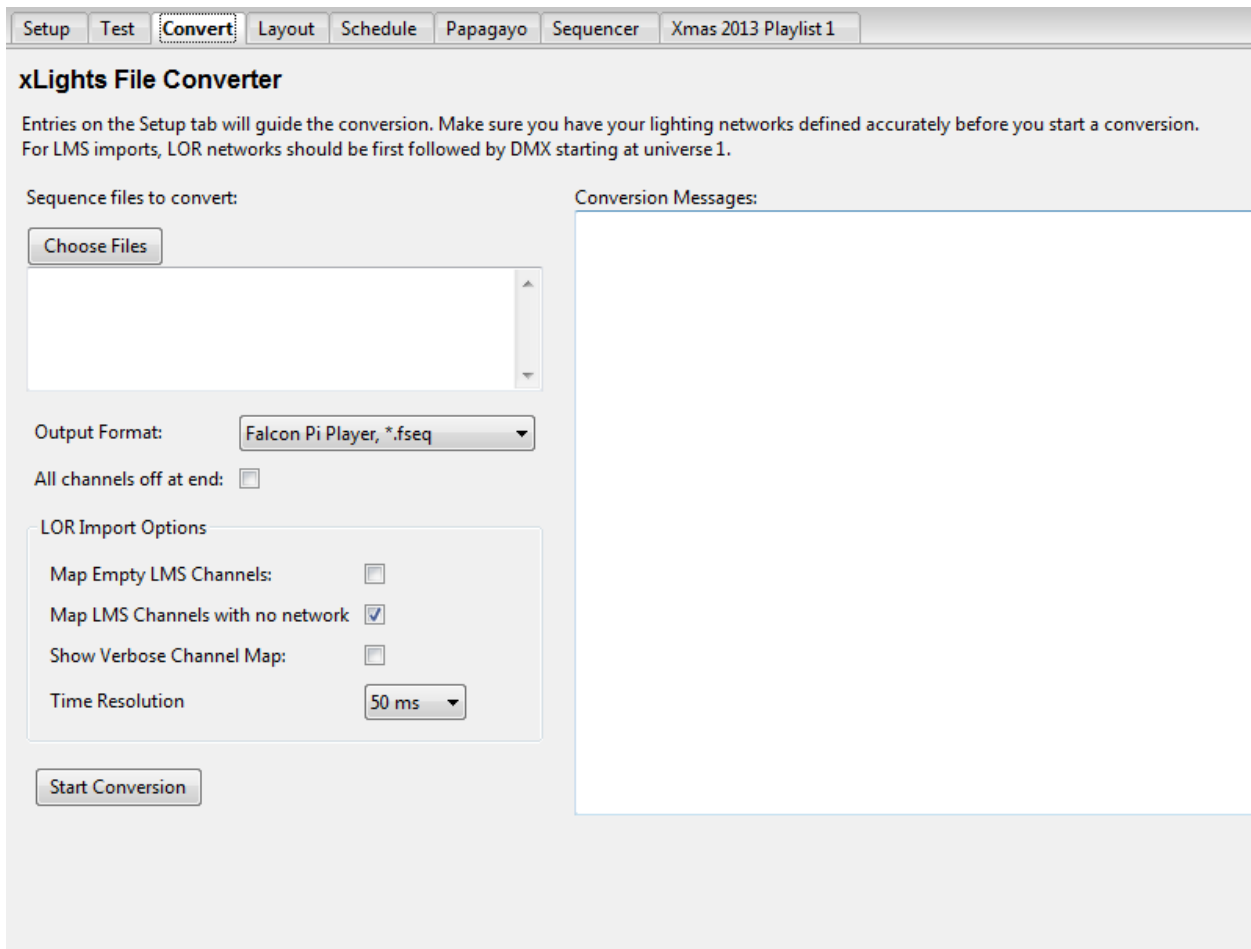 Setup Test Convert Layout Schedule Papagayo Sequencer Xmas 2013 Playlist 1
xLights File Converter
Entries on the Setup tab will guide the conversion. Make sure you have your lighting networks defined accurately before you start a conversion.
For LMS imports, LOR networks should be first followed by DMX starting at universe 1.
Sequence files to convert:
Choose Files
Output Format: Falcon Pi Player, *.fseq
All channels off at end:
LOR Import Options
Map Empty LMS Channels:
Map LMS Channels with no network
Show Verbose Channel Map:
Time Resolution 50 ms
Start Conversion
Conversion Messages: